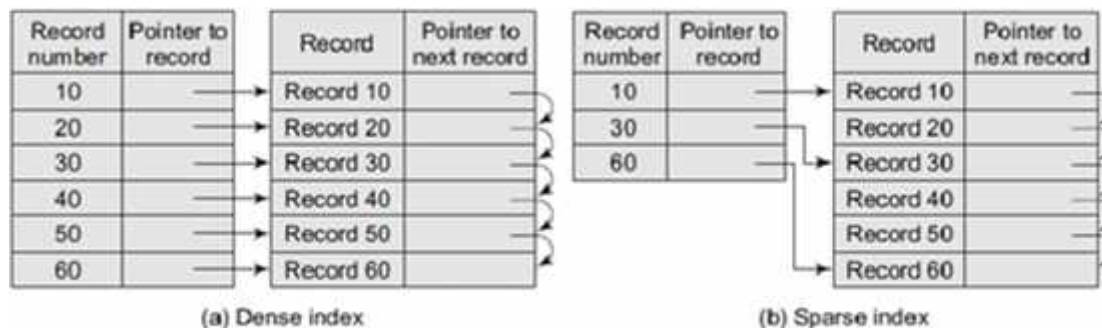 Record number Pointer to record
10
20
30
40
50
60
Record Pointer to next record
Record 10
Record 20
Record 30
Record 40
Record 50
Record 60
(a) Dense index
Record number Pointer to record
10
30
60
Record Pointer to next record
Record 10
Record 20
Record 30
Record 40
Record 50
Record 60
(b) Sparse index